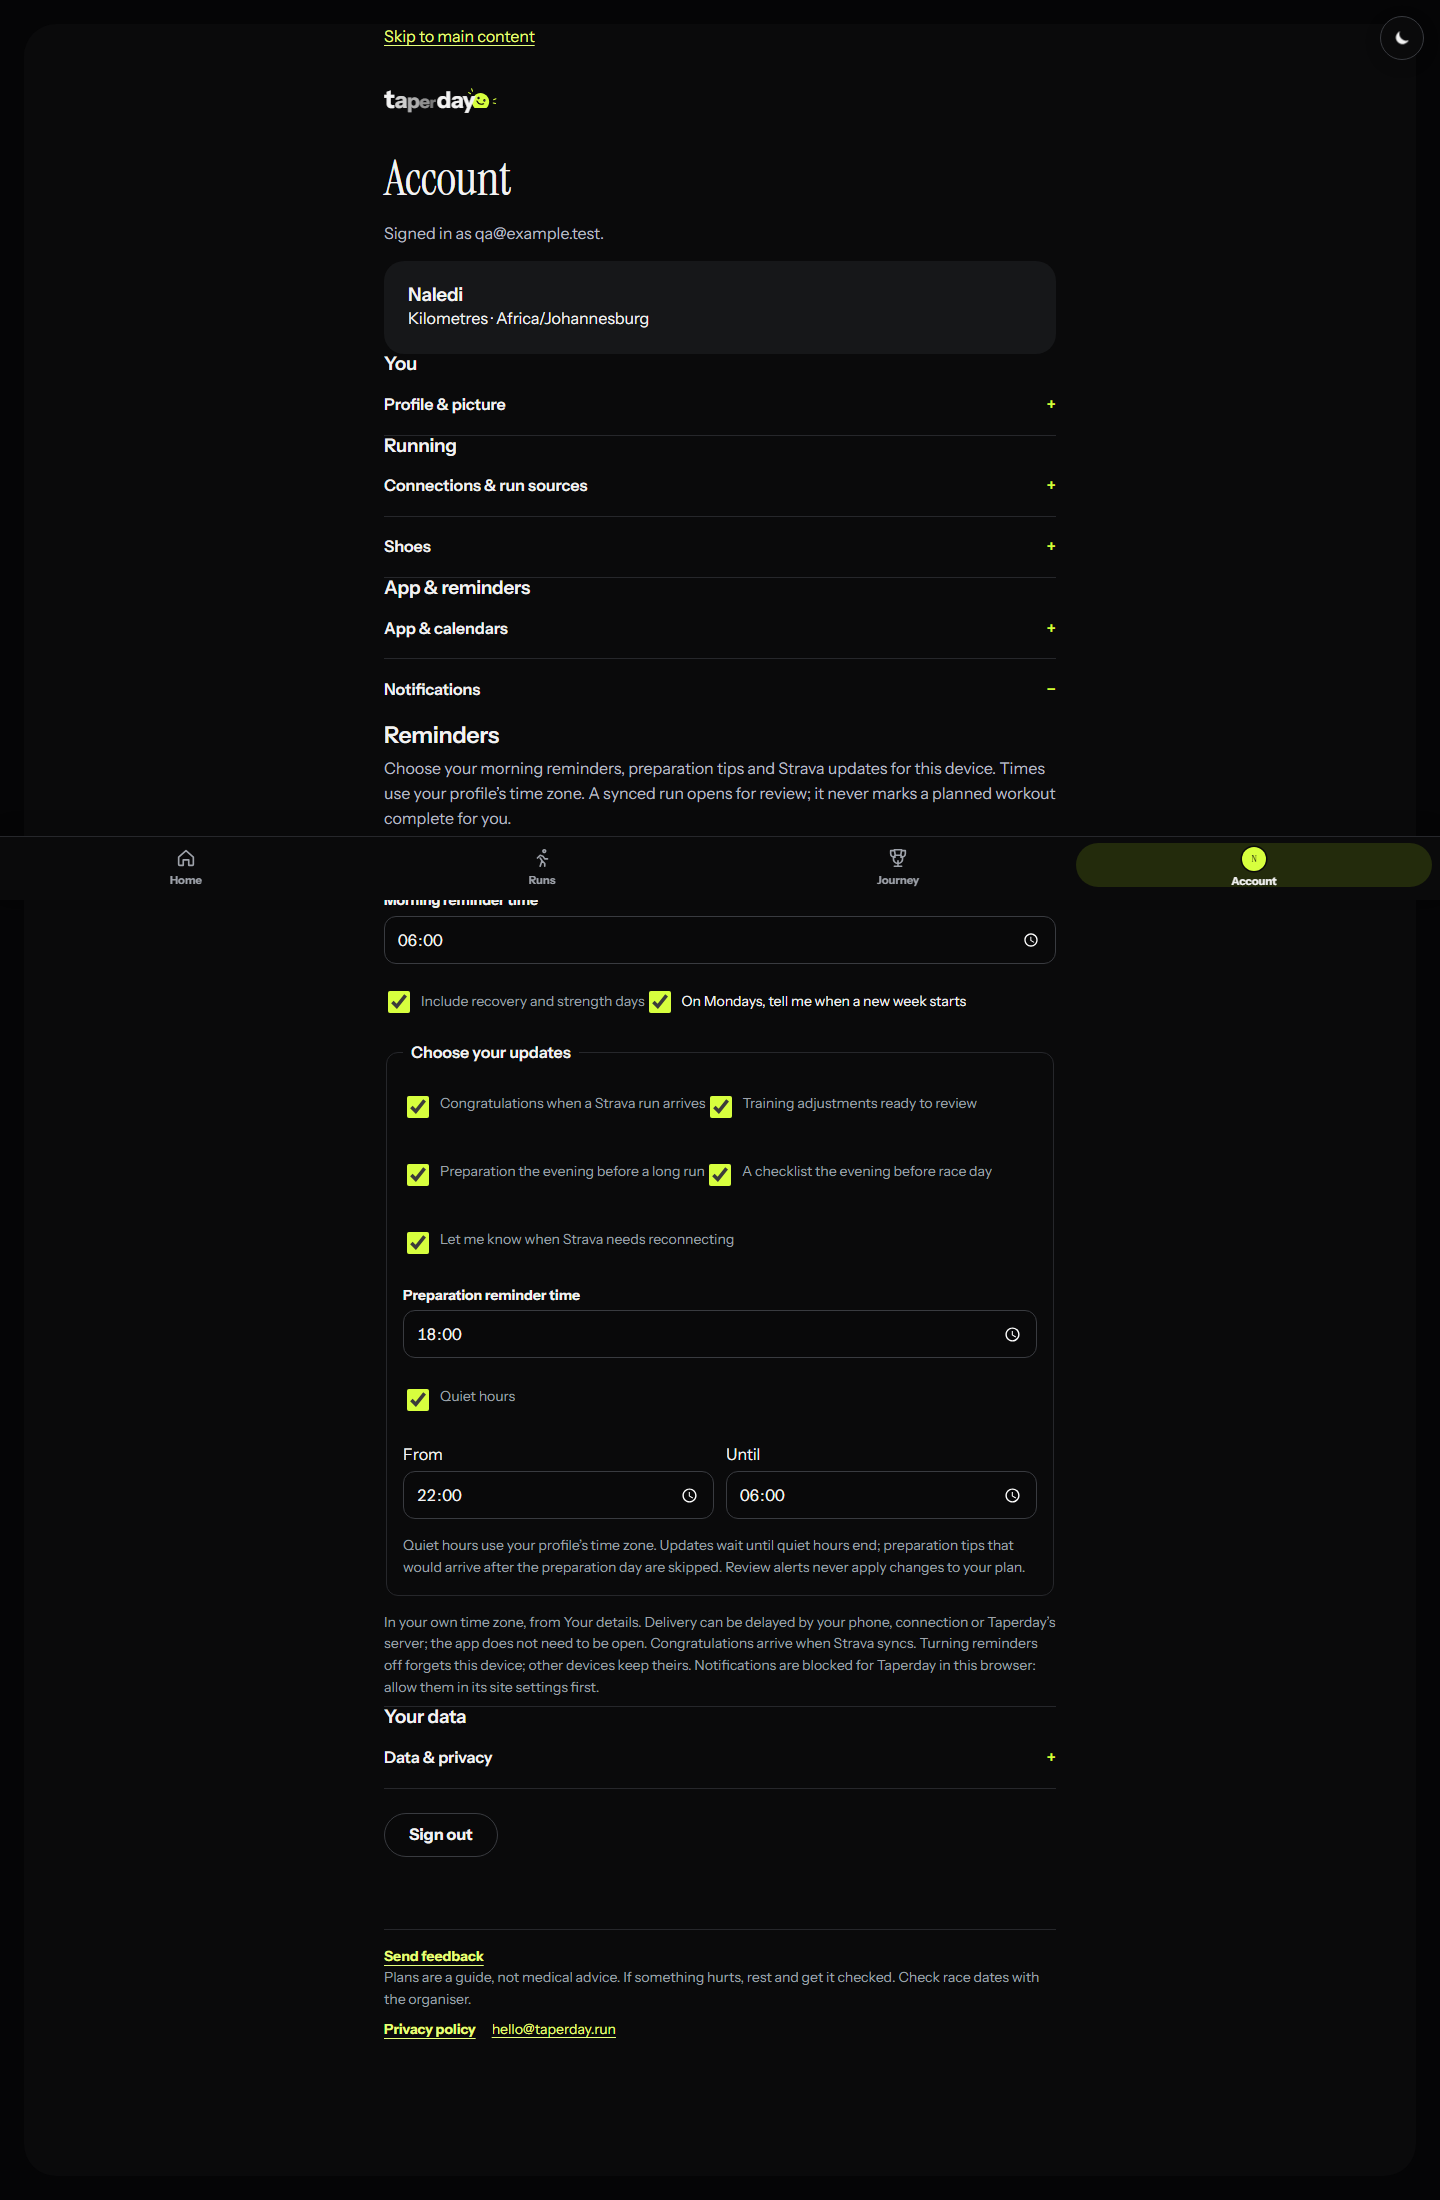 Skip to main content
taperday
Account
Signed in as qa@example.test.
Naledi
Kilometres · Africa/Johannesburg
You
Profile & picture +
Running
Connections & run sources +
Shoes +
App & reminders
App & calendars +
Notifications −
Reminders
Choose your morning reminders, preparation tips and Strava updates for this device. Times
use your profile’s time zone. A synced run opens for review; it never marks a planned workout
complete for you.
Home Runs Journey N Account
Morning reminder time
06:00
Include recovery and strength days On Mondays, tell me when a new week starts
Choose your updates
Congratulations when a Strava run arrives Training adjustments ready to review
Preparation the evening before a long run A checklist the evening before race day
Let me know when Strava needs reconnecting
Preparation reminder time
18:00
Quiet hours
From Until
22:00 06:00
Quiet hours use your profile’s time zone. Updates wait until quiet hours end; preparation tips that
would arrive after the preparation day are skipped. Review alerts never apply changes to your plan.
In your own time zone, from Your details. Delivery can be delayed by your phone, connection or Taperday’s
server; the app does not need to be open. Congratulations arrive when Strava syncs. Turning reminders
off forgets this device; other devices keep theirs. Notifications are blocked for Taperday in this browser:
allow them in its site settings first.
Your data
Data & privacy +
Sign out
Send feedback
Plans are a guide, not medical advice. If something hurts, rest and get it checked. Check race dates with
the organiser.
Privacy policy hello@taperday.run